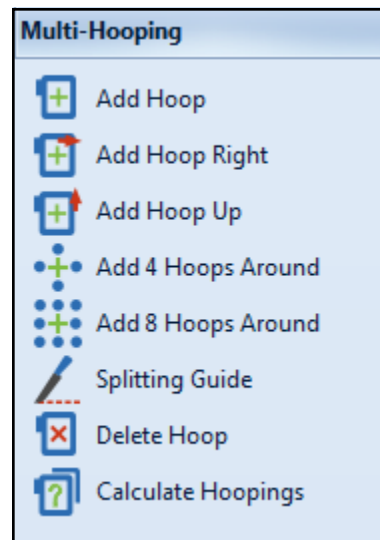 Multi-Hooping
Add Hoop
Add Hoop Right
Add Hoop Up
Add 4 Hoops Around
Add 8 Hoops Around
Splitting Guide
Delete Hoop
Calculate Hoopings